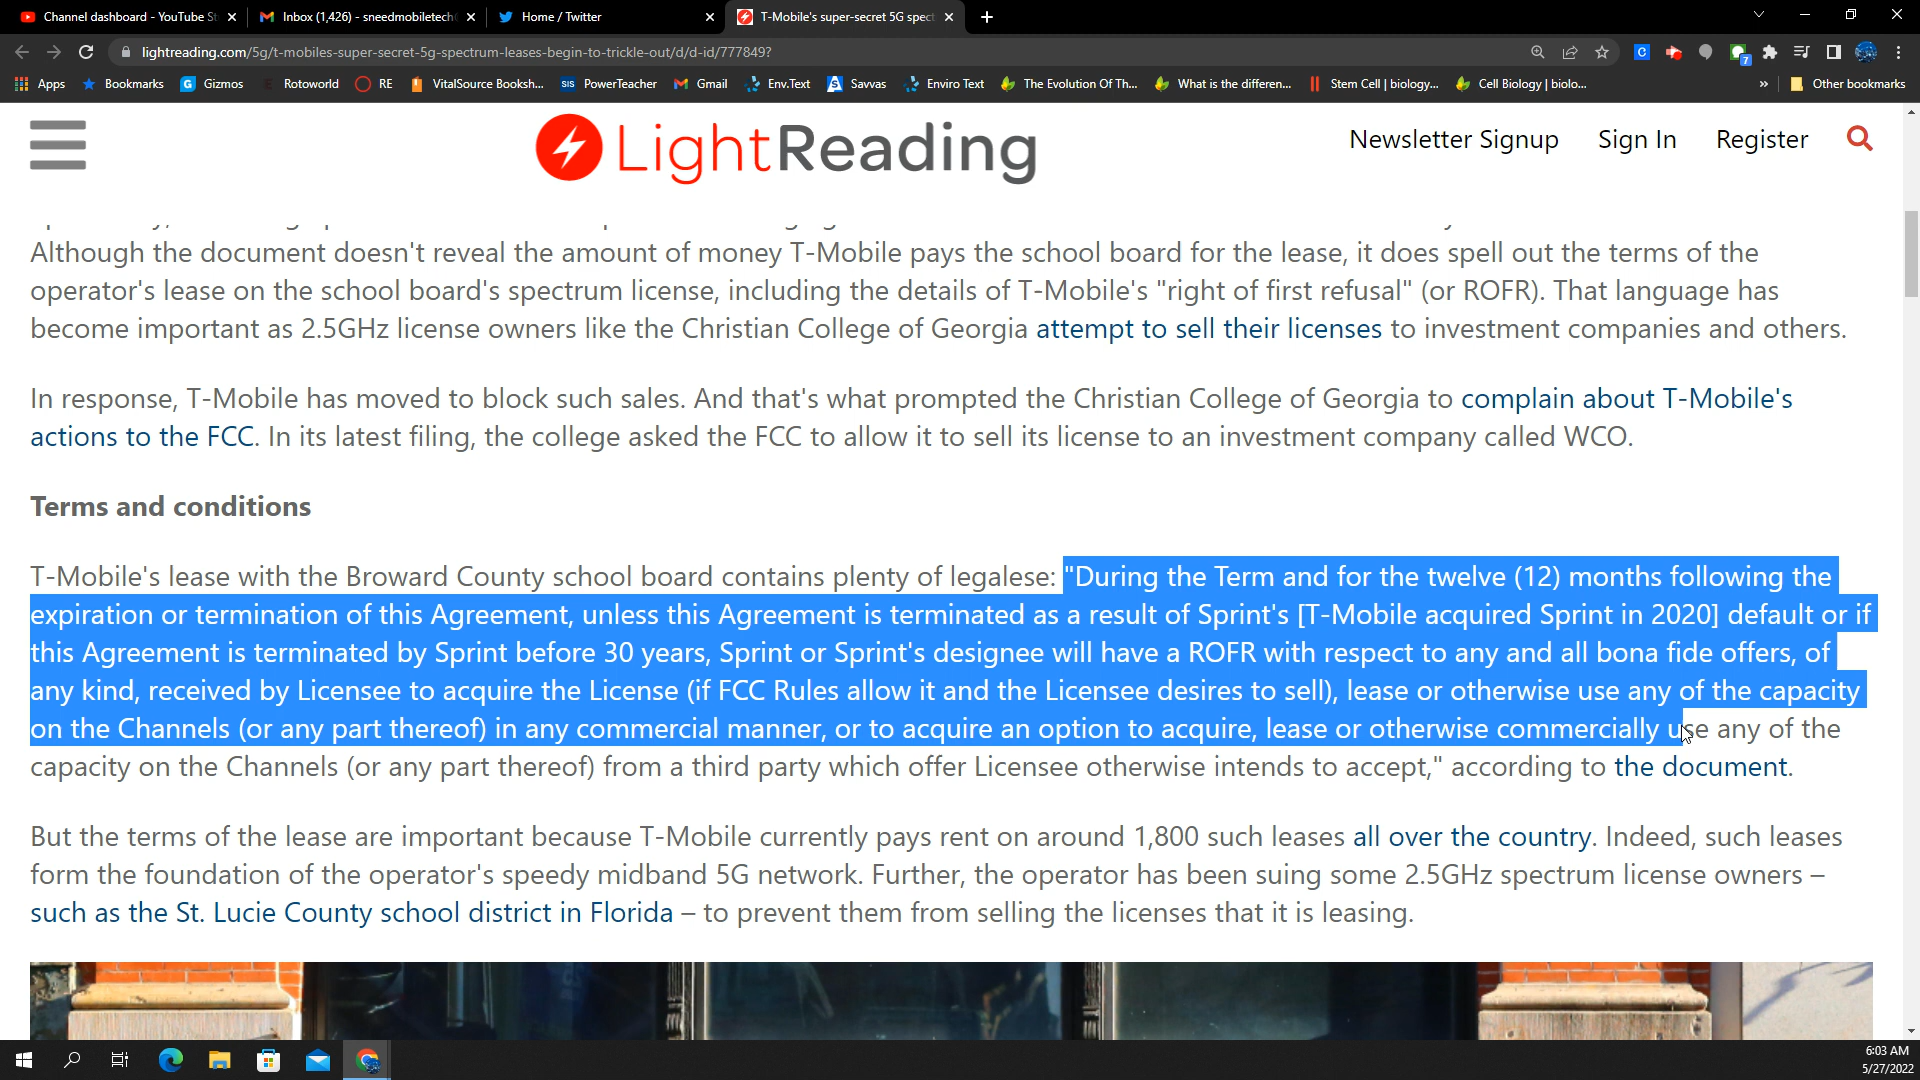 Channel dashboard - YouTube St
Inbox (1,426) - sneedmobiletech
Home / Twitter
T-Mobile's super-secret 5G spect
lightreading.com/5g/t-mobiles-super-secret-5g-spectrum-leases-begin-to-trickle-out/d/d-id/777849?
7
Apps Bookmarks Gizmos Rotoworld RE VitalSource Booksh... PowerTeacher Gmail Env.Text Savvas Enviro Text The Evolution Of Th... What is the differen... Stem Cell | biology... Cell Biology | biolo... » Other bookmarks
LightReading
Newsletter Signup Sign In Register
Although the document doesn't reveal the amount of money T-Mobile pays the school board for the lease, it does spell out the terms of the
operator's lease on the school board's spectrum license, including the details of T-Mobile's "right of first refusal" (or ROFR). That language has
become important as 2.5GHz license owners like the Christian College of Georgia attempt to sell their licenses to investment companies and others.
In response, T-Mobile has moved to block such sales. And that's what prompted the Christian College of Georgia to complain about T-Mobile's
actions to the FCC. In its latest filing, the college asked the FCC to allow it to sell its license to an investment company called WCO.
Terms and conditions
T-Mobile's lease with the Broward County school board contains plenty of legalese: "During the Term and for the twelve (12) months following the
expiration or termination of this Agreement, unless this Agreement is terminated as a result of Sprint's [T-Mobile acquired Sprint in 2020] default or if
this Agreement is terminated by Sprint before 30 years, Sprint or Sprint's designee will have a ROFR with respect to any and all bona fide offers, of
any kind, received by Licensee to acquire the License (if FCC Rules allow it and the Licensee desires to sell), lease or otherwise use any of the capacity
on the Channels (or any part thereof) in any commercial manner, or to acquire an option to acquire, lease or otherwise commercially use any of the
capacity on the Channels (or any part thereof) from a third party which offer Licensee otherwise intends to accept," according to the document.
But the terms of the lease are important because T-Mobile currently pays rent on around 1,800 such leases all over the country. Indeed, such leases
form the foundation of the operator's speedy midband 5G network. Further, the operator has been suing some 2.5GHz spectrum license owners –
such as the St. Lucie County school district in Florida – to prevent them from selling the licenses that it is leasing.
6:03 AM
5/27/2022